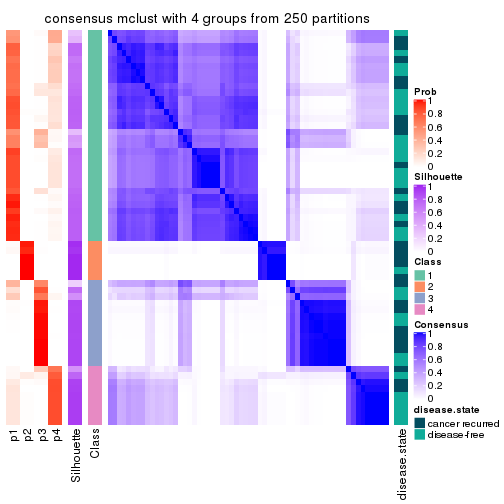 consensus mclust with 4 groups from 250 partitions
Prob
1
0.8
0.6
0.4
0.2
0
Silhouette
1
0.8
0.6
0.4
0.2
0
Class
1
2
3
4
Consensus
1
0.8
0.6
0.4
0.2
0
disease.state
cancer recurred
disease-free
p1
p2
p3
p4
Silhouette
Class
disease.state